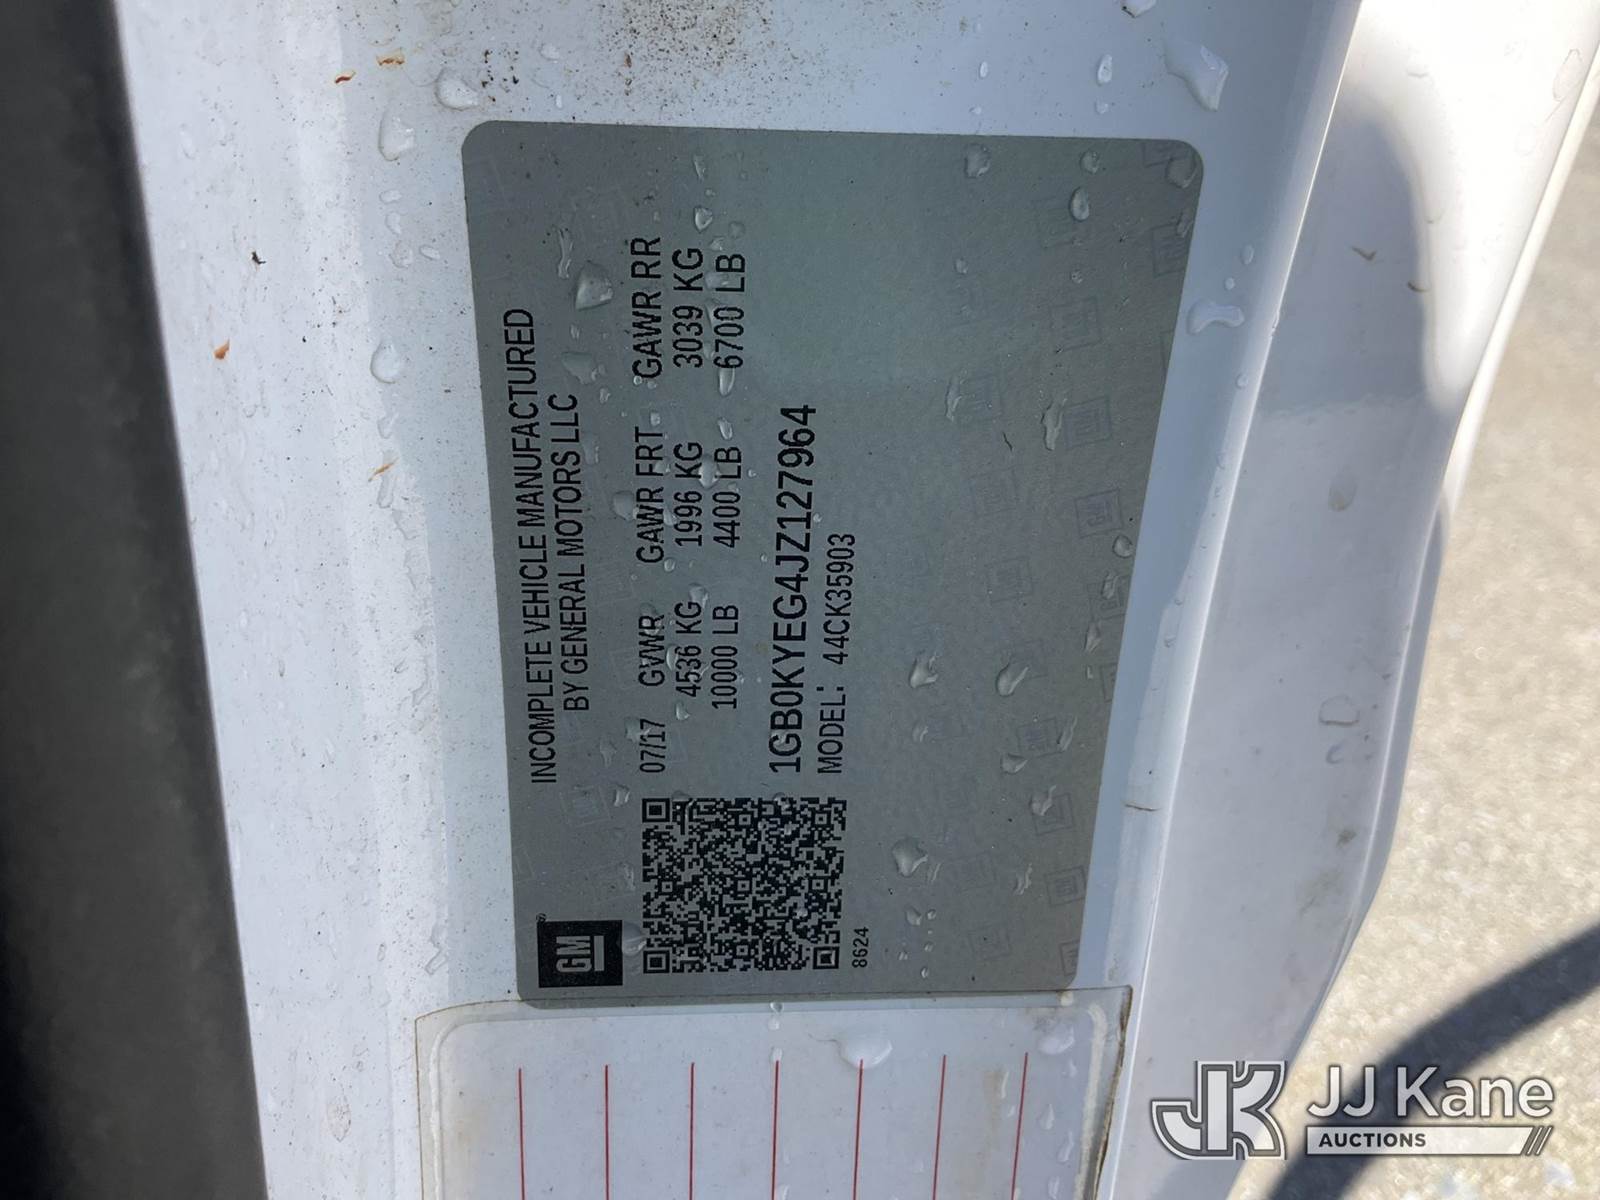 INCOMPLETE VEHICLE MANUFACTURED
BY GENERAL MOTORS LLC
GM
07/17 GVWR GAWR FRT GAWR RR
4536 KG 1996 KG 3039 KG
10000 LB 4400 LB 6700 LB
1GB0KYEG4JZ127964
MODEL: 44CK35903
8624
JK JJ Kane
AUCTIONS